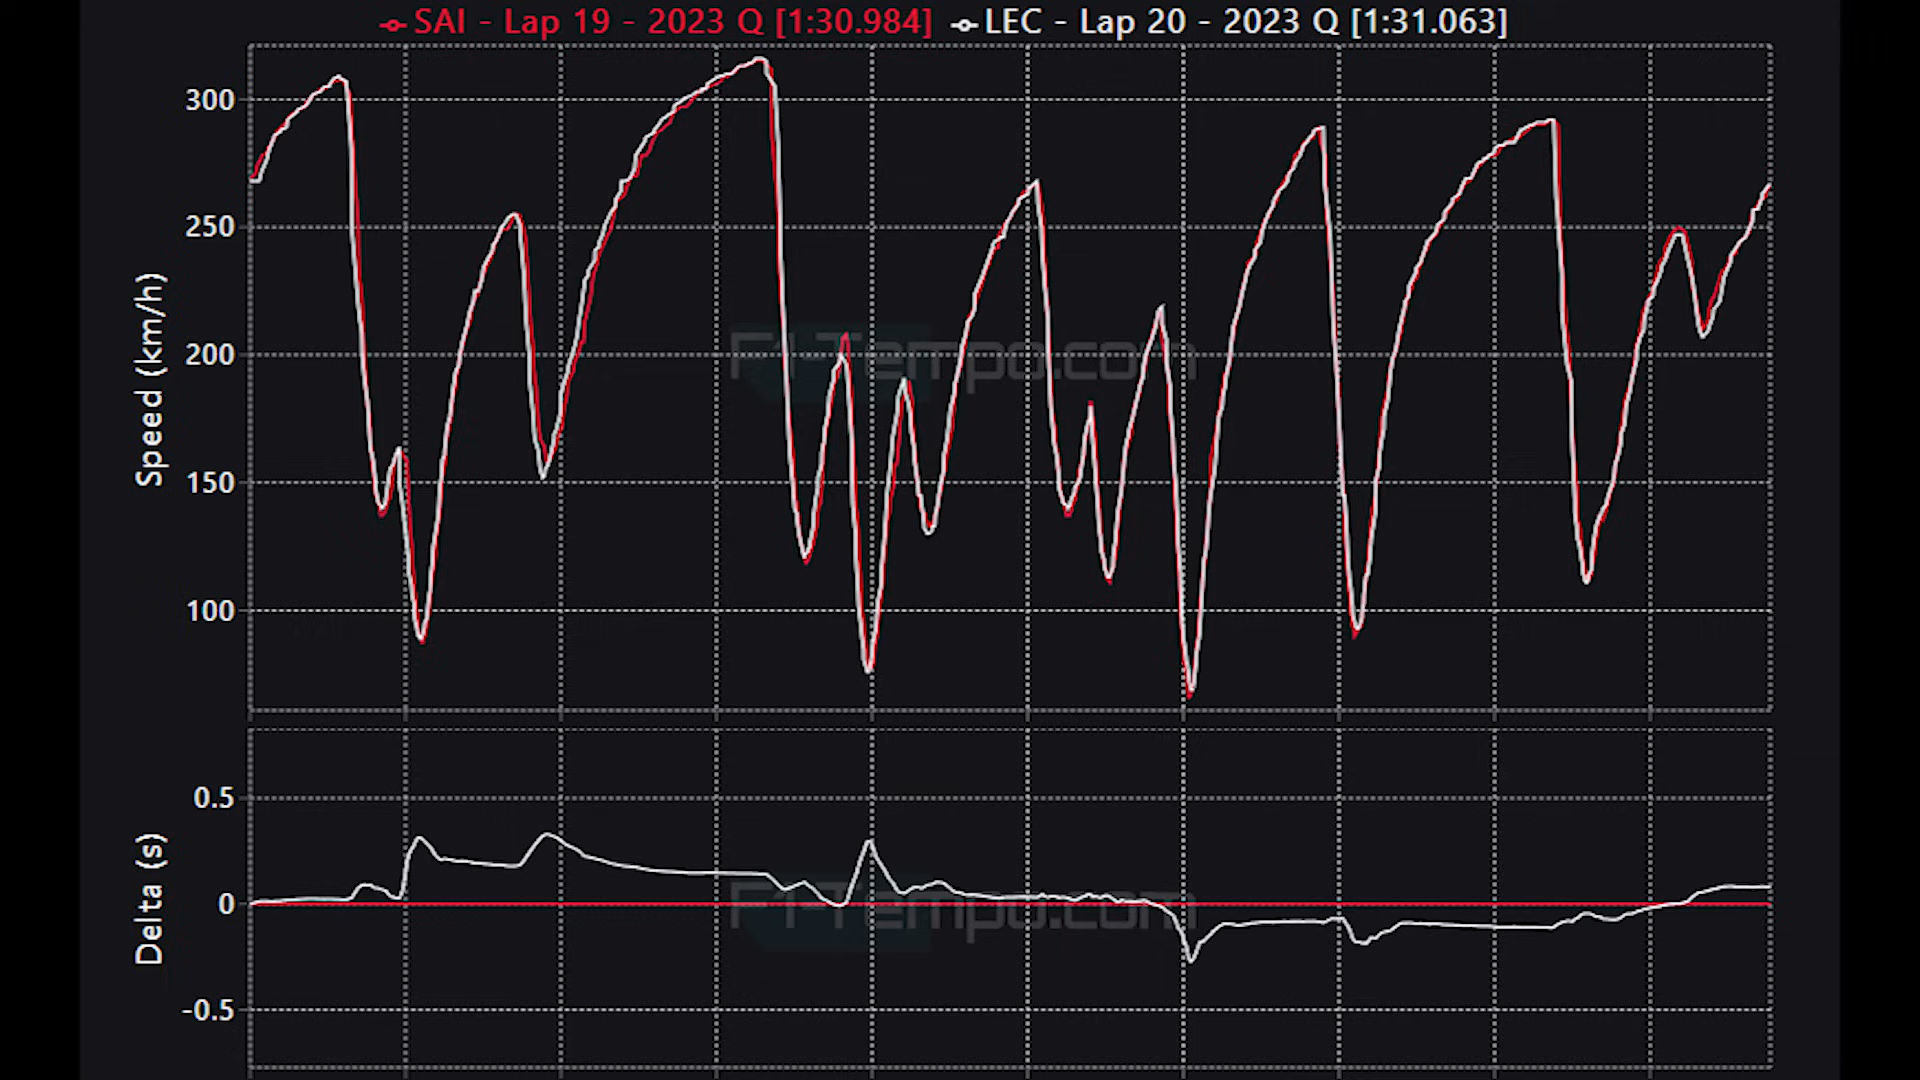 SAI - Lap 19 - 2023 Q [1:30.984] LEC - Lap 20 - 2023 Q [1:31.063]
300
250
200
150
100
Speed (km/h)
F1-Tempo.com
0.5
0
-0.5
Delta (s)
F1-Tempo.com